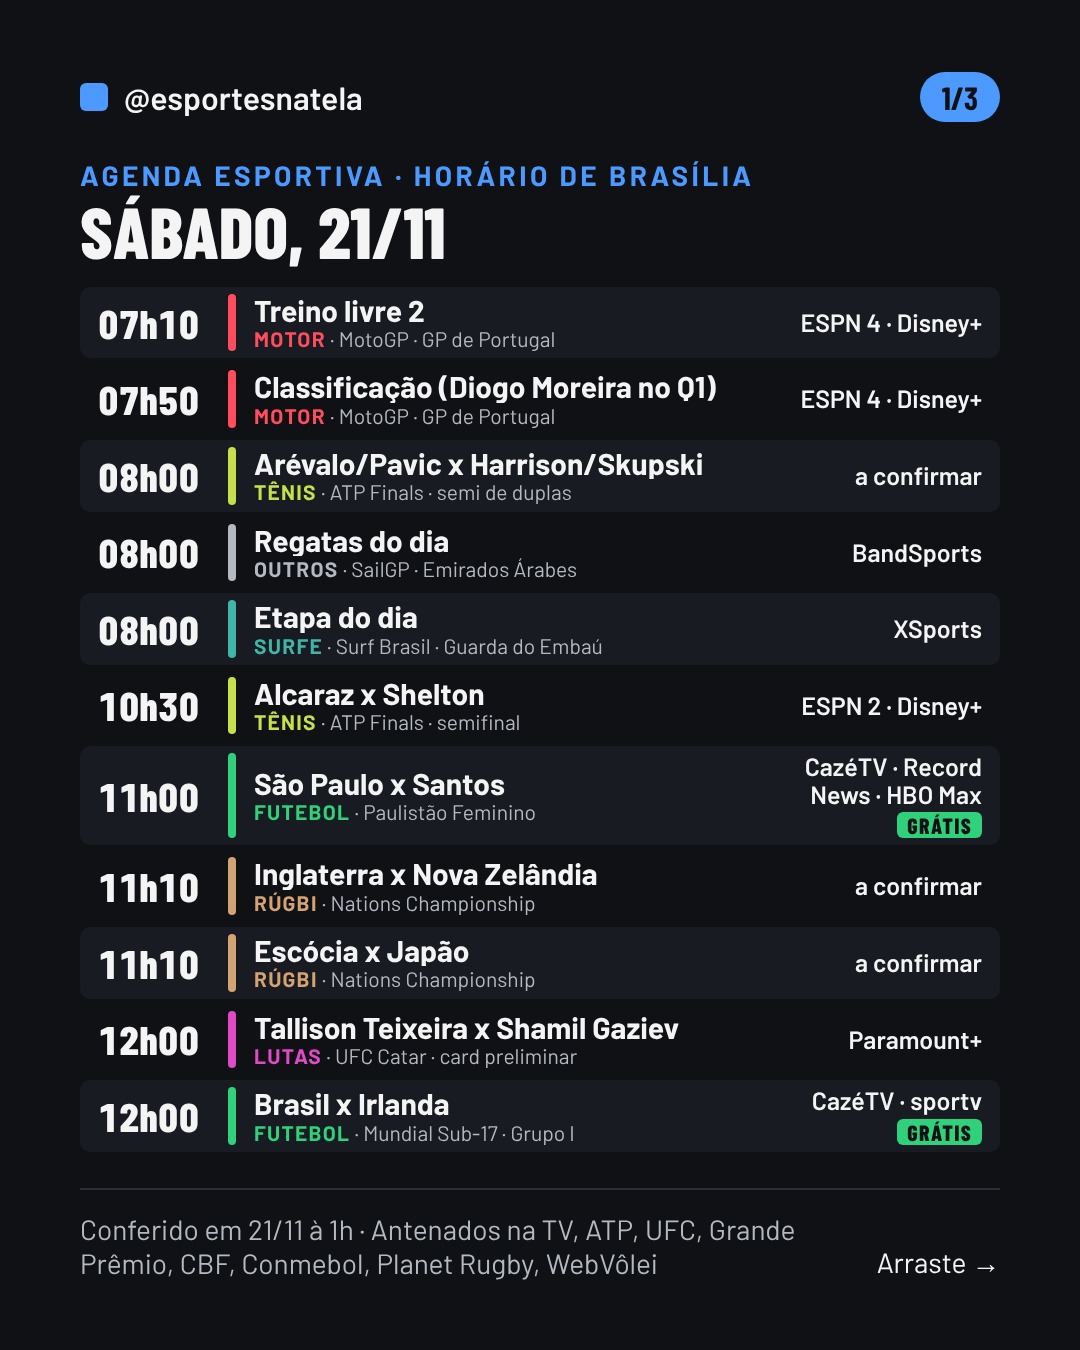 @esportesnatela
1/3
AGENDA ESPORTIVA · HORÁRIO DE BRASÍLIA
SÁBADO, 21/11
07h10
Treino livre 2
MOTOR · MotoGP · GP de Portugal
ESPN 4 · Disney+
07h50
Classificação (Diogo Moreira no Q1)
MOTOR · MotoGP · GP de Portugal
ESPN 4 · Disney+
08h00
Arévalo/Pavic x Harrison/Skupski
TÊNIS · ATP Finals · semi de duplas
a confirmar
08h00
Regatas do dia
OUTROS · SailGP · Emirados Árabes
BandSports
08h00
Etapa do dia
SURFE · Surf Brasil · Guarda do Embaú
XSports
10h30
Alcaraz x Shelton
TÊNIS · ATP Finals · semifinal
ESPN 2 · Disney+
11h00
São Paulo x Santos
FUTEBOL · Paulistão Feminino
CazéTV · Record
News · HBO Max
GRÁTIS
11h10
Inglaterra x Nova Zelândia
RÚGBI · Nations Championship
a confirmar
11h10
Escócia x Japão
RÚGBI · Nations Championship
a confirmar
12h00
Tallison Teixeira x Shamil Gaziev
LUTAS · UFC Catar · card preliminar
Paramount+
12h00
Brasil x Irlanda
FUTEBOL · Mundial Sub-17 · Grupo I
CazéTV · sportv
GRÁTIS
Conferido em 21/11 à 1h · Antenados na TV, ATP, UFC, Grande
Prêmio, CBF, Conmebol, Planet Rugby, WebVôlei
Arraste →